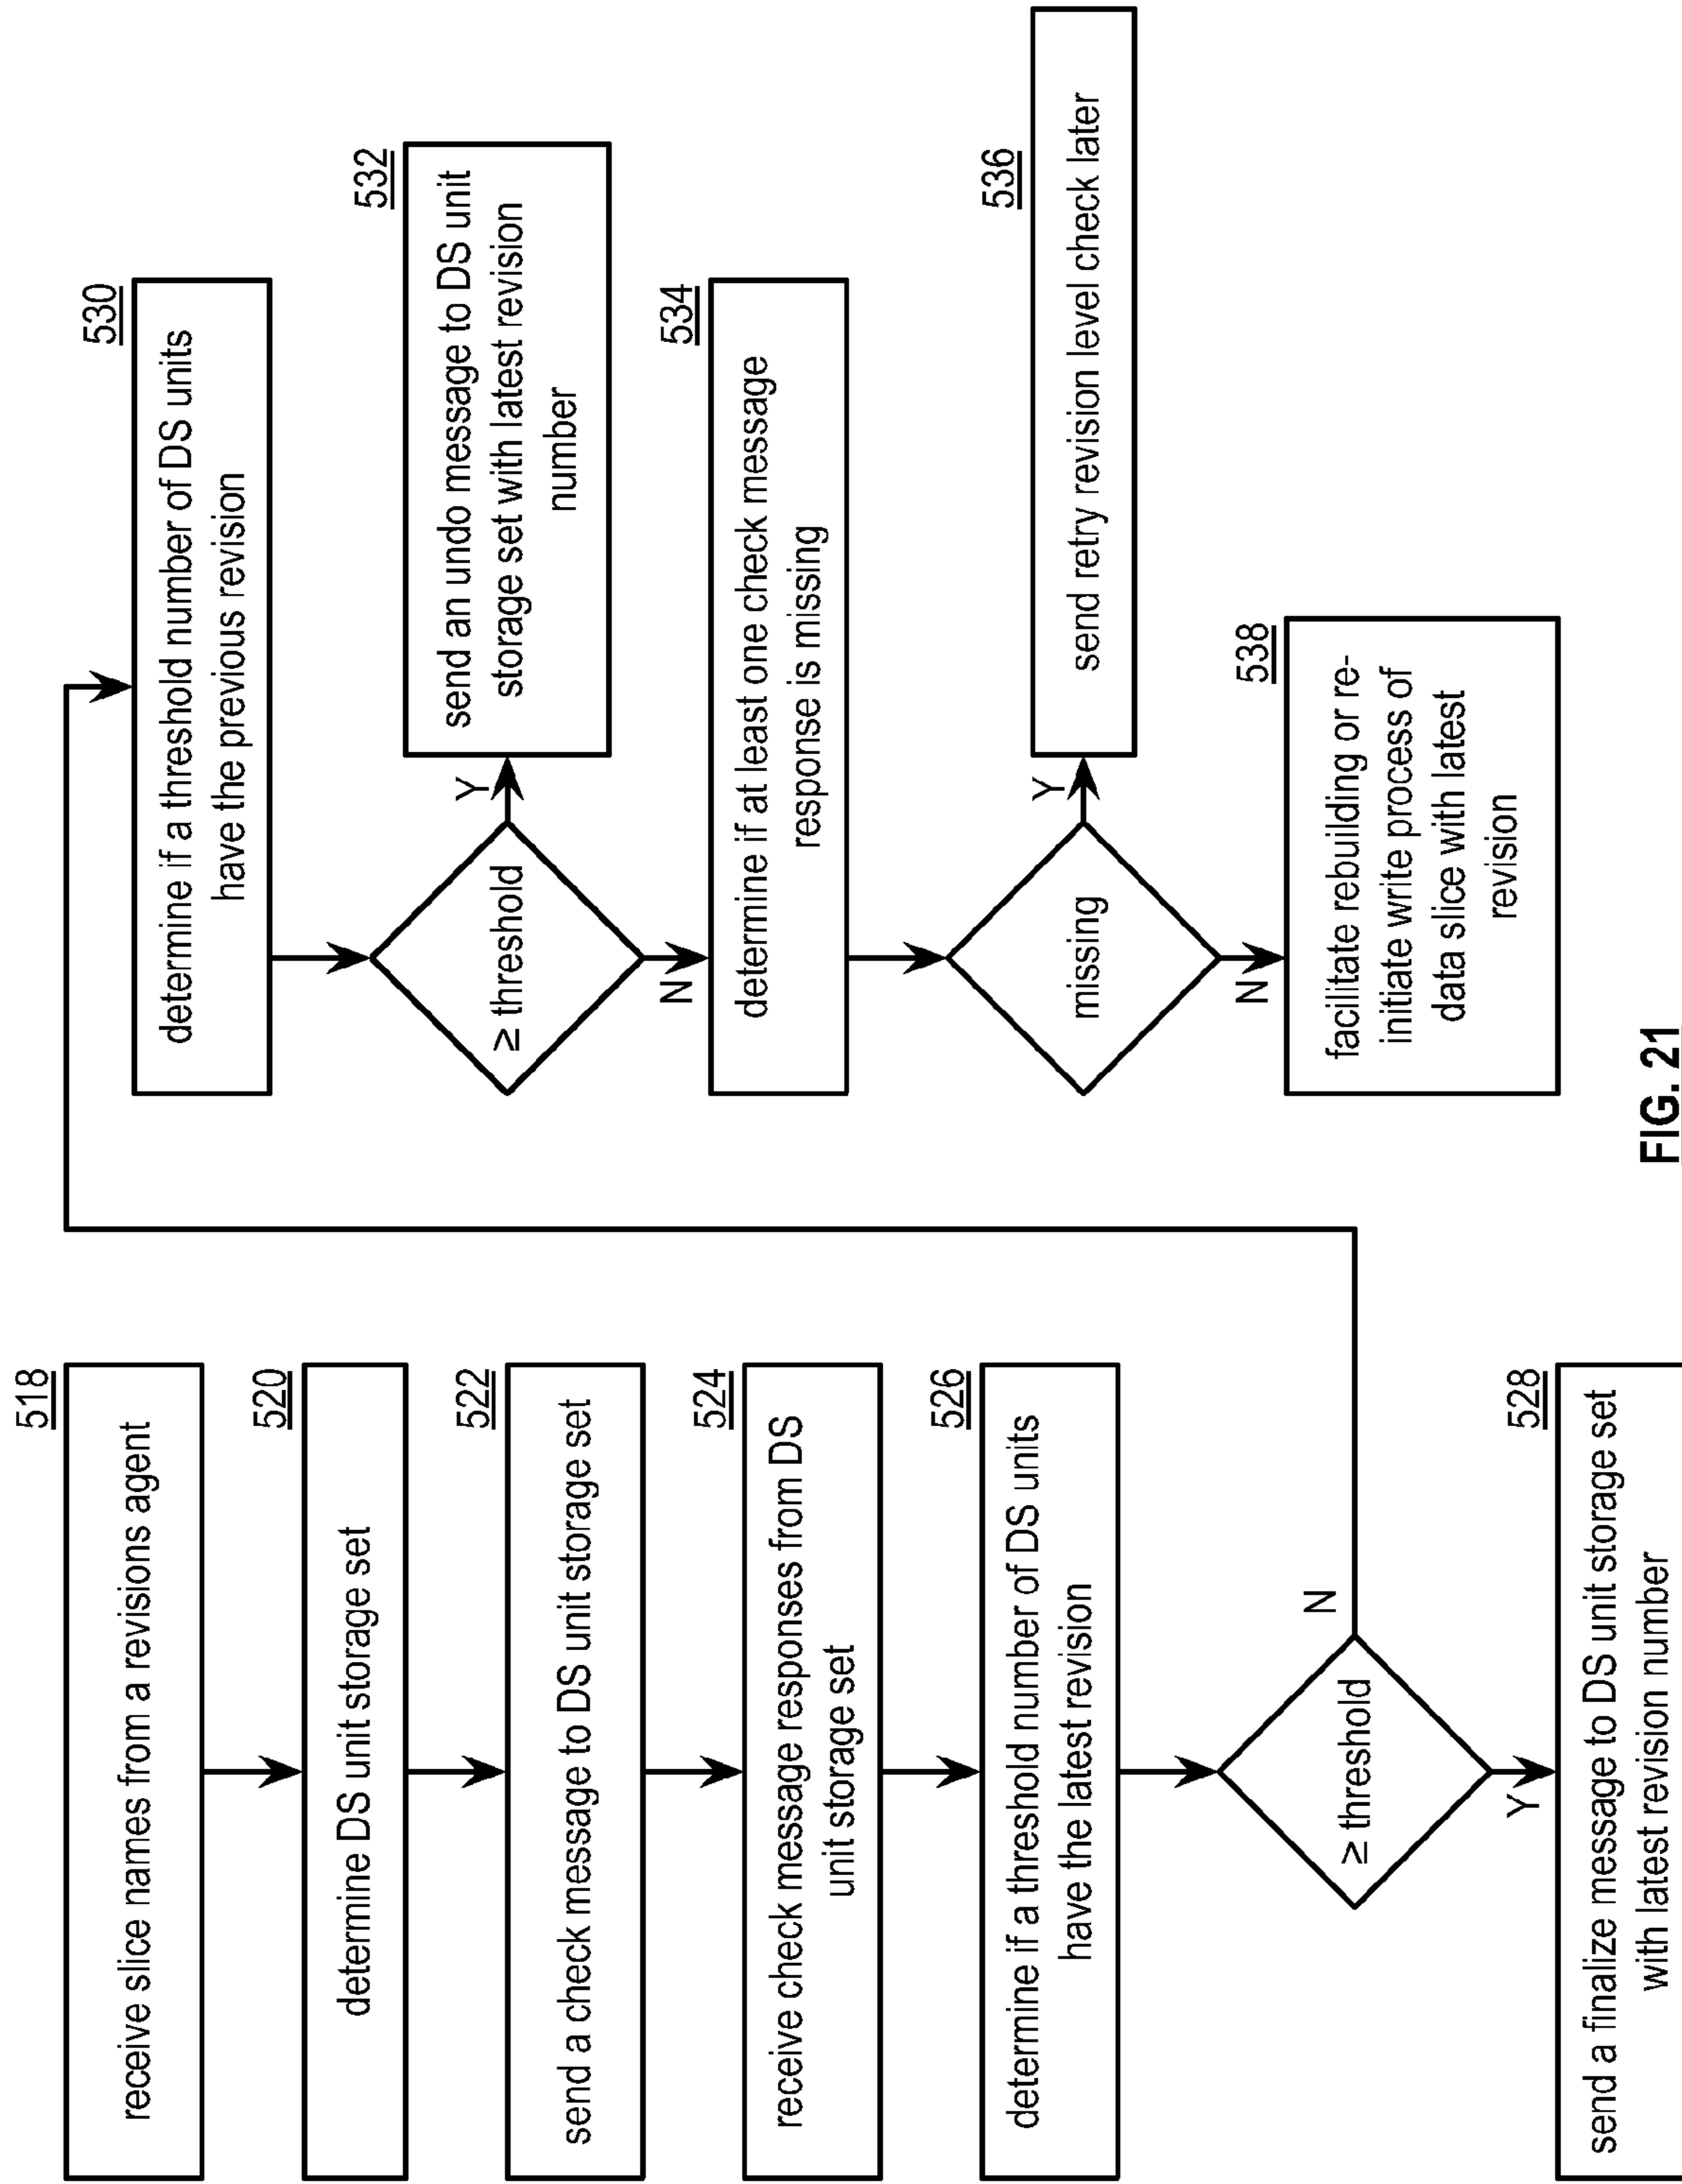 518
receive slice names from a revisions agent
520
determine DS unit storage set
522
send a check message to DS unit storage set
524
receive check message responses from DS
unit storage set
526
determine if a threshold number of DS units
have the latest revision
≥ threshold
N
Y
528
send a finalize message to DS unit storage set
with latest revision number
530
determine if a threshold number of DS units
have the previous revision
≥ threshold
Y
532
send an undo message to DS unit
storage set with latest revision
number
N
534
determine if at least one check message
response is missing
missing
Y
536
send retry revision level check later
N
538
facilitate rebuilding or re-
initiate write process of
data slice with latest
revision
FIG. 21